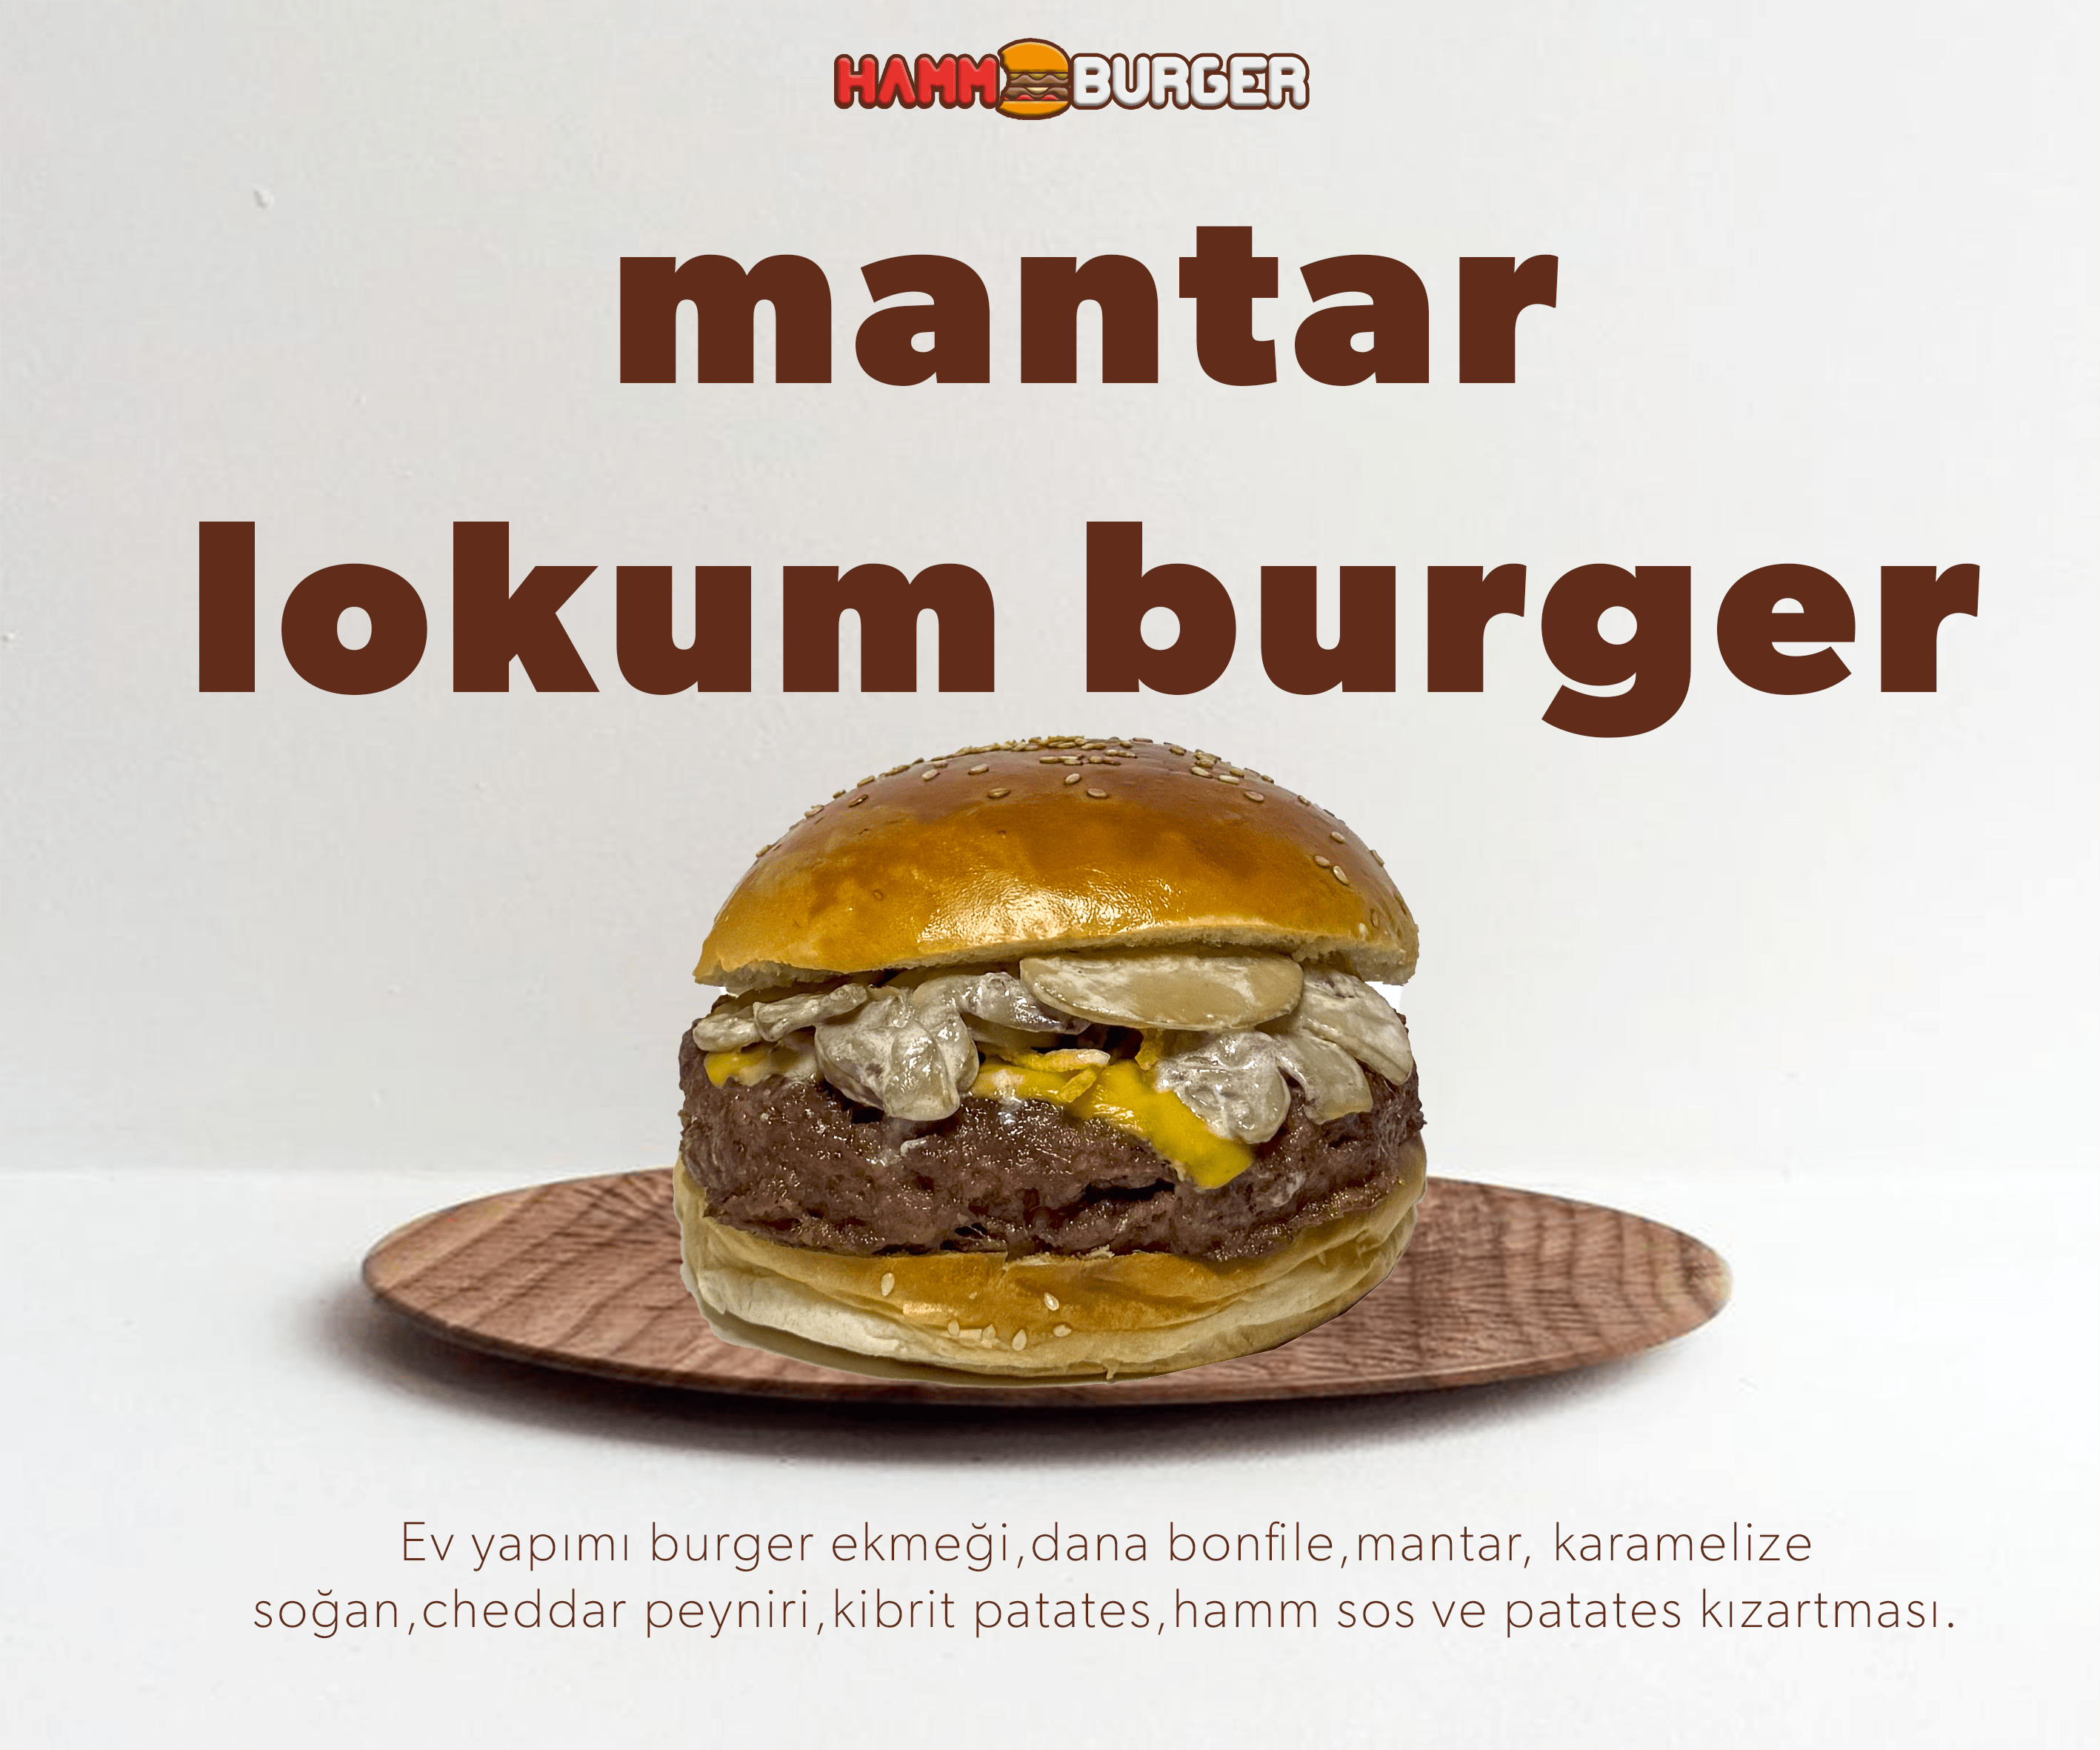 HAMM BURGER
mantar
lokum burger
Ev yapımı burger ekmeği,dana bonfile,mantar, karamelize
soğan,cheddar peyniri,kibrit patates,hamm sos ve patates kızartması.